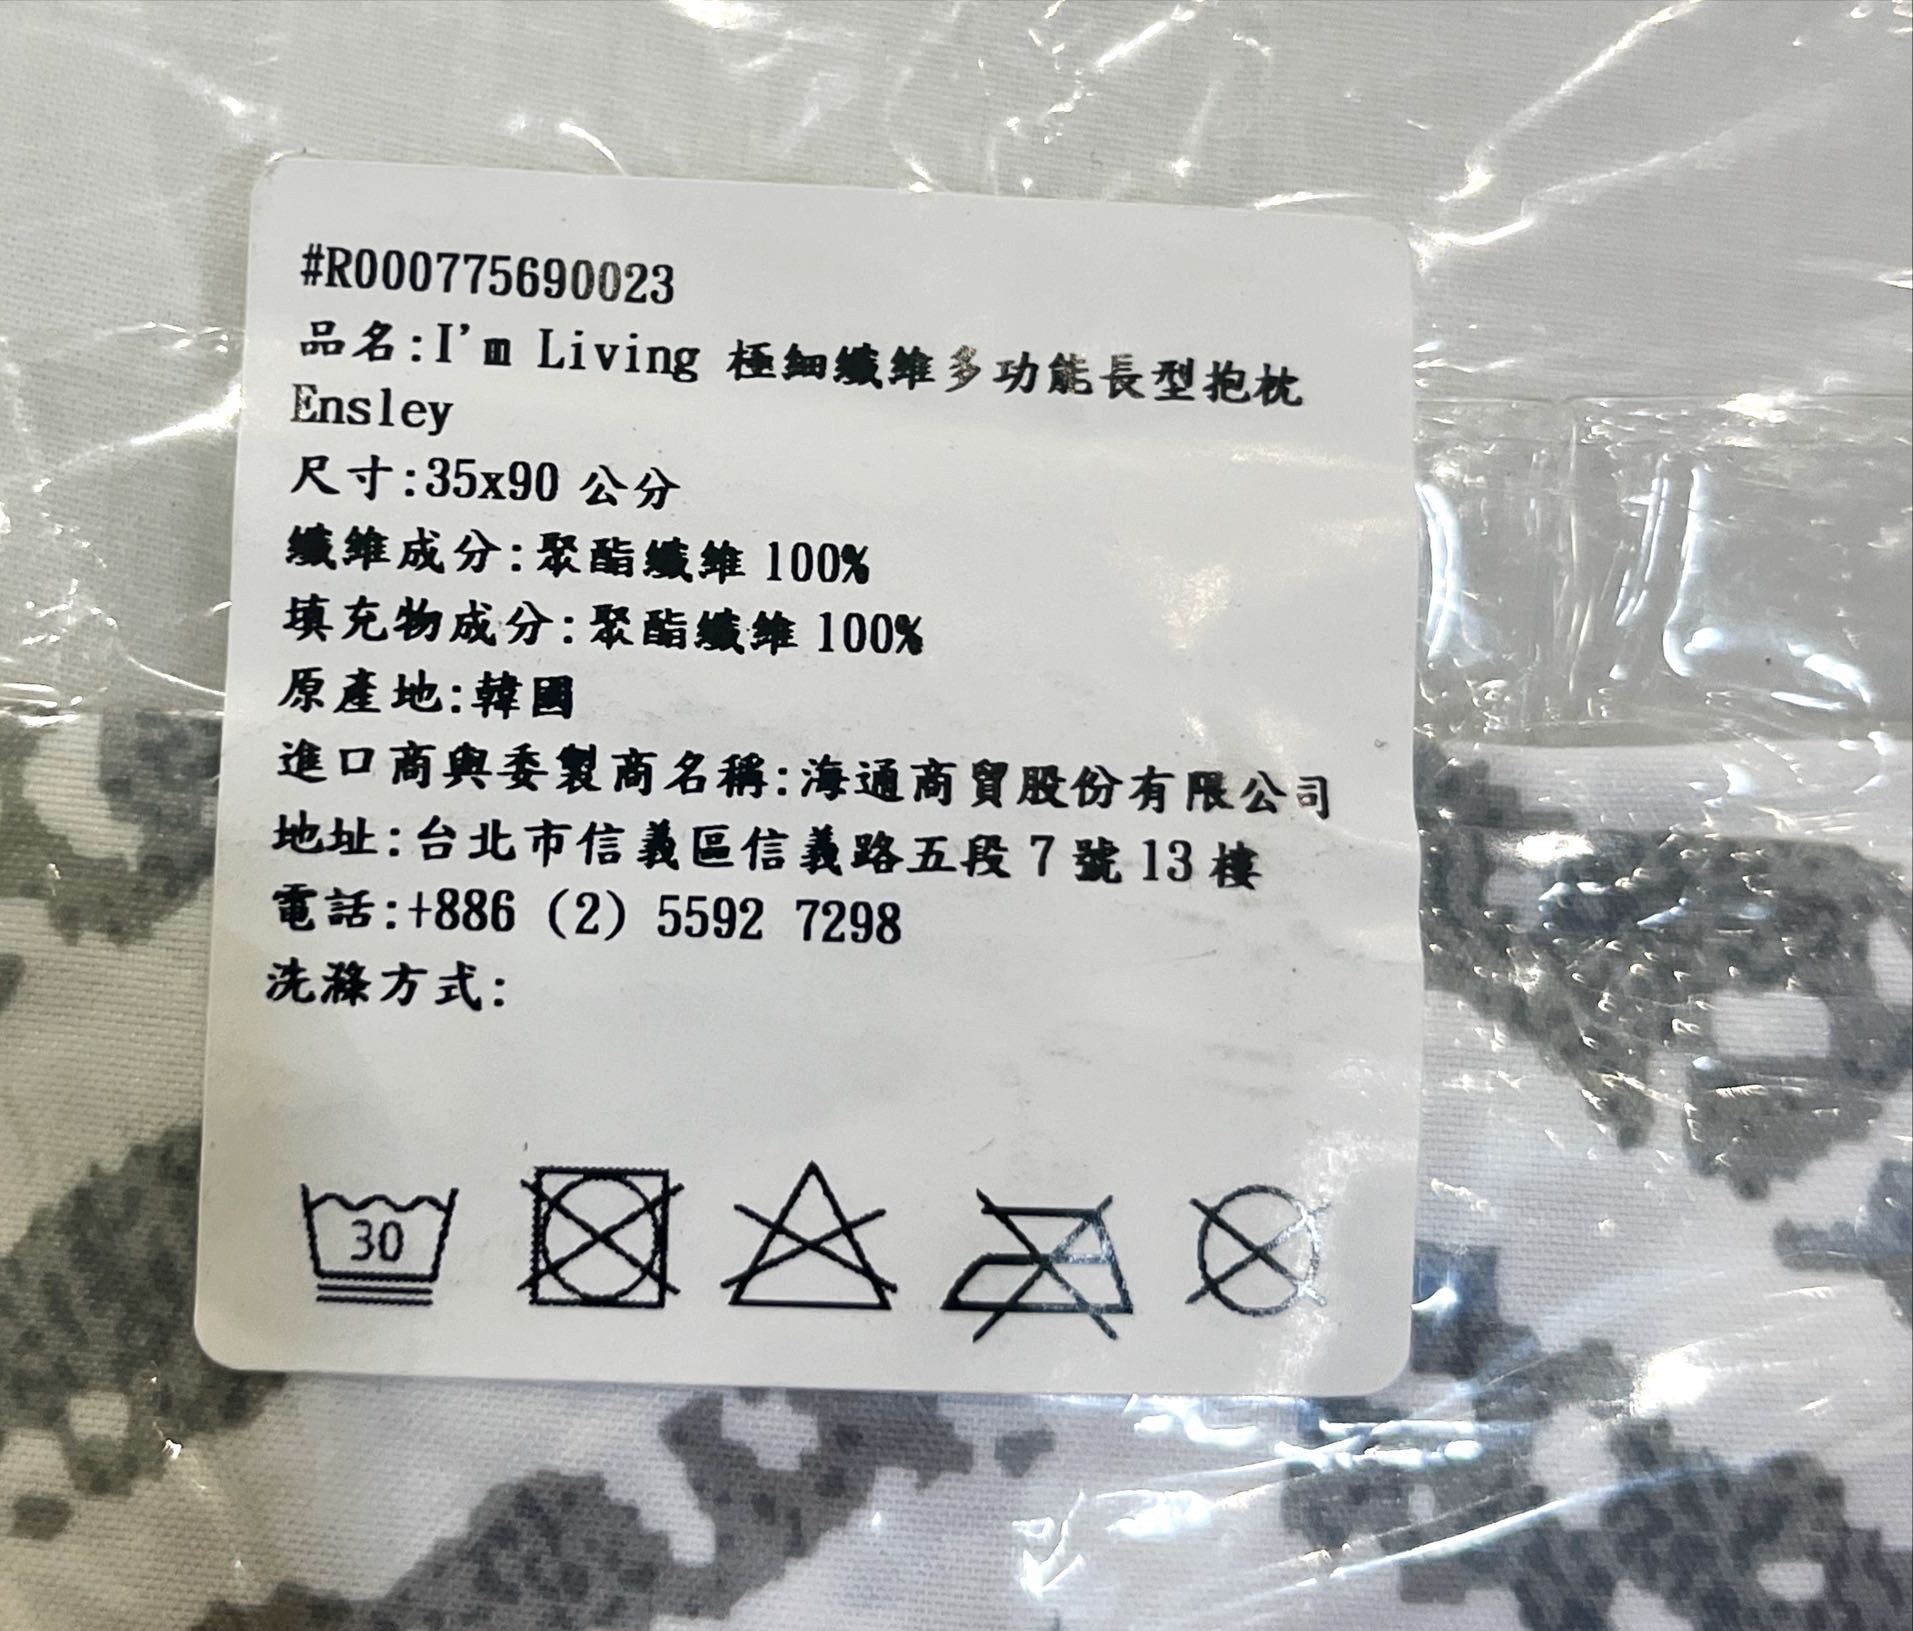 #R000775690023
品名:I'm Living 極細纖維多功能長型抱枕
Ensley
尺寸:35x90 公分
纖維成分:聚酯纖維 100%
填充物成分:聚酯纖維 100%
原產地:韓國
進口商與委製商名稱:海通商貿股份有限公司
地址:台北市信義區信義路五段 7 號 13 樓
電話:+886 (2) 5592 7298
洗滌方式:
30